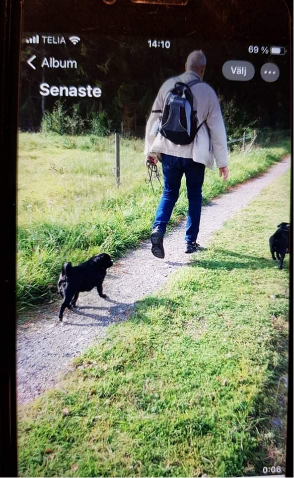 TELIA
14:10
69 %
Album
Välj
Senaste
0:08